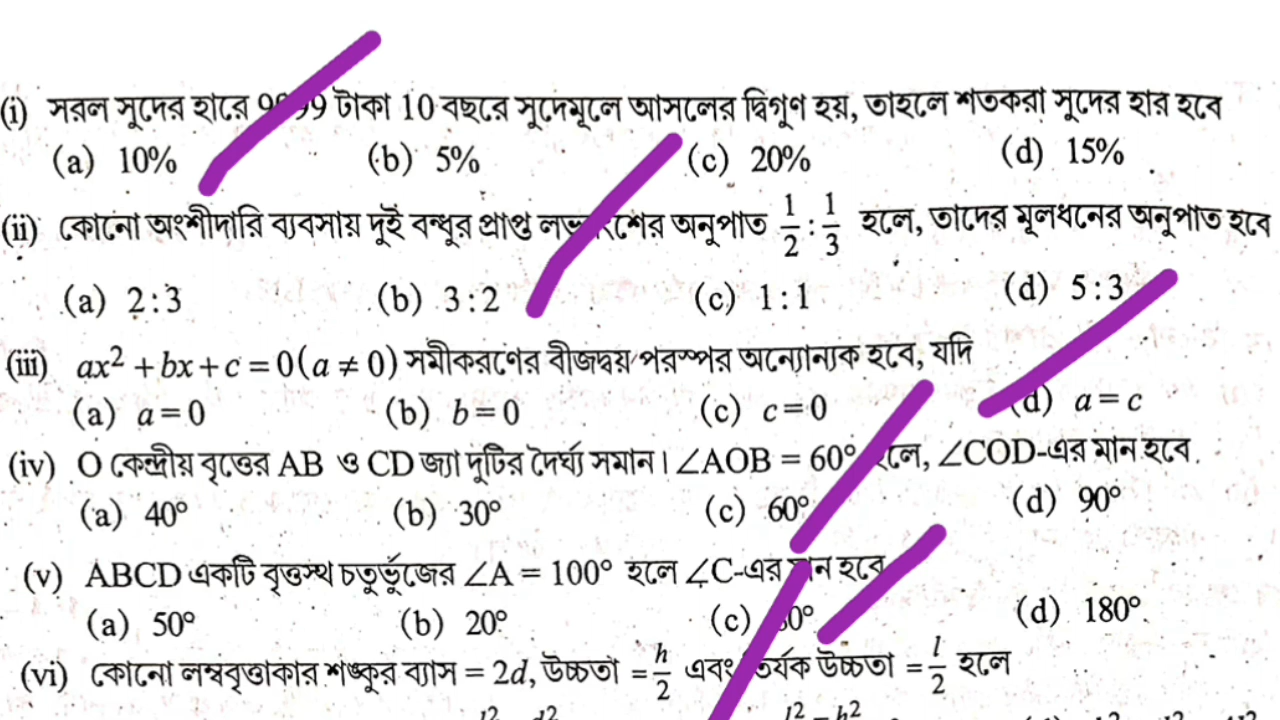 (i) সরল সুদের হারে 9999 টাকা 10 বছরে সুদেমূলে আসলের দ্বিগুণ হয়, তাহলে শতকরা সুদের হার হবে
(a) 10% (b) 5% (c) 20% (d) 15%
(ii) কোনো অংশীদারি ব্যবসায় দুই বন্ধুর প্রাপ্ত লভ্যাংশের অনুপাত 1/2 : 1/3 হলে, তাদের মূলধনের অনুপাত হবে
(a) 2:3 (b) 3:2 (c) 1:1 (d) 5:3
(iii) ax² + bx + c = 0 (a ≠ 0) সমীকরণের বীজদ্বয় পরস্পর অন্যোন্যক হবে, যদি
(a) a = 0 (b) b = 0 (c) c = 0 (d) a = c
(iv) O কেন্দ্রীয় বৃত্তের AB ও CD জ্যা দুটির দৈর্ঘ্য সমান। ∠AOB = 60° হলে, ∠COD-এর মান হবে
(a) 40° (b) 30° (c) 60° (d) 90°
(v) ABCD একটি বৃত্তস্থ চতুর্ভুজের ∠A = 100° হলে ∠C-এর মান হবে
(a) 50° (b) 20° (c) (d) 180°
(vi) কোনো লম্ববৃত্তাকার শঙ্কুর ব্যাস = 2d, উচ্চতা = h/2 এবং তির্যক উচ্চতা = l/2 হলে